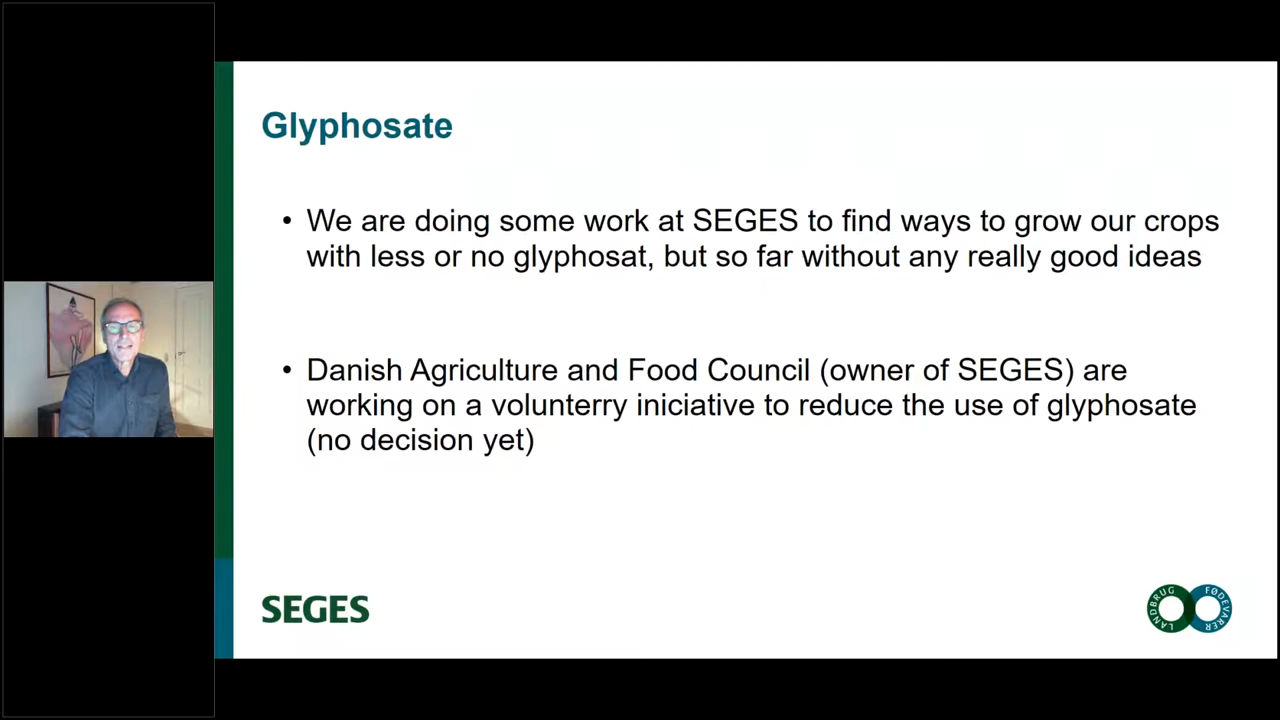 Glyphosate
• We are doing some work at SEGES to find ways to grow our crops
with less or no glyphosat, but so far without any really good ideas
• Danish Agriculture and Food Council (owner of SEGES) are
working on a volunterry iniciative to reduce the use of glyphosate
(no decision yet)
SEGES
LANDBRUG FØDEVARER